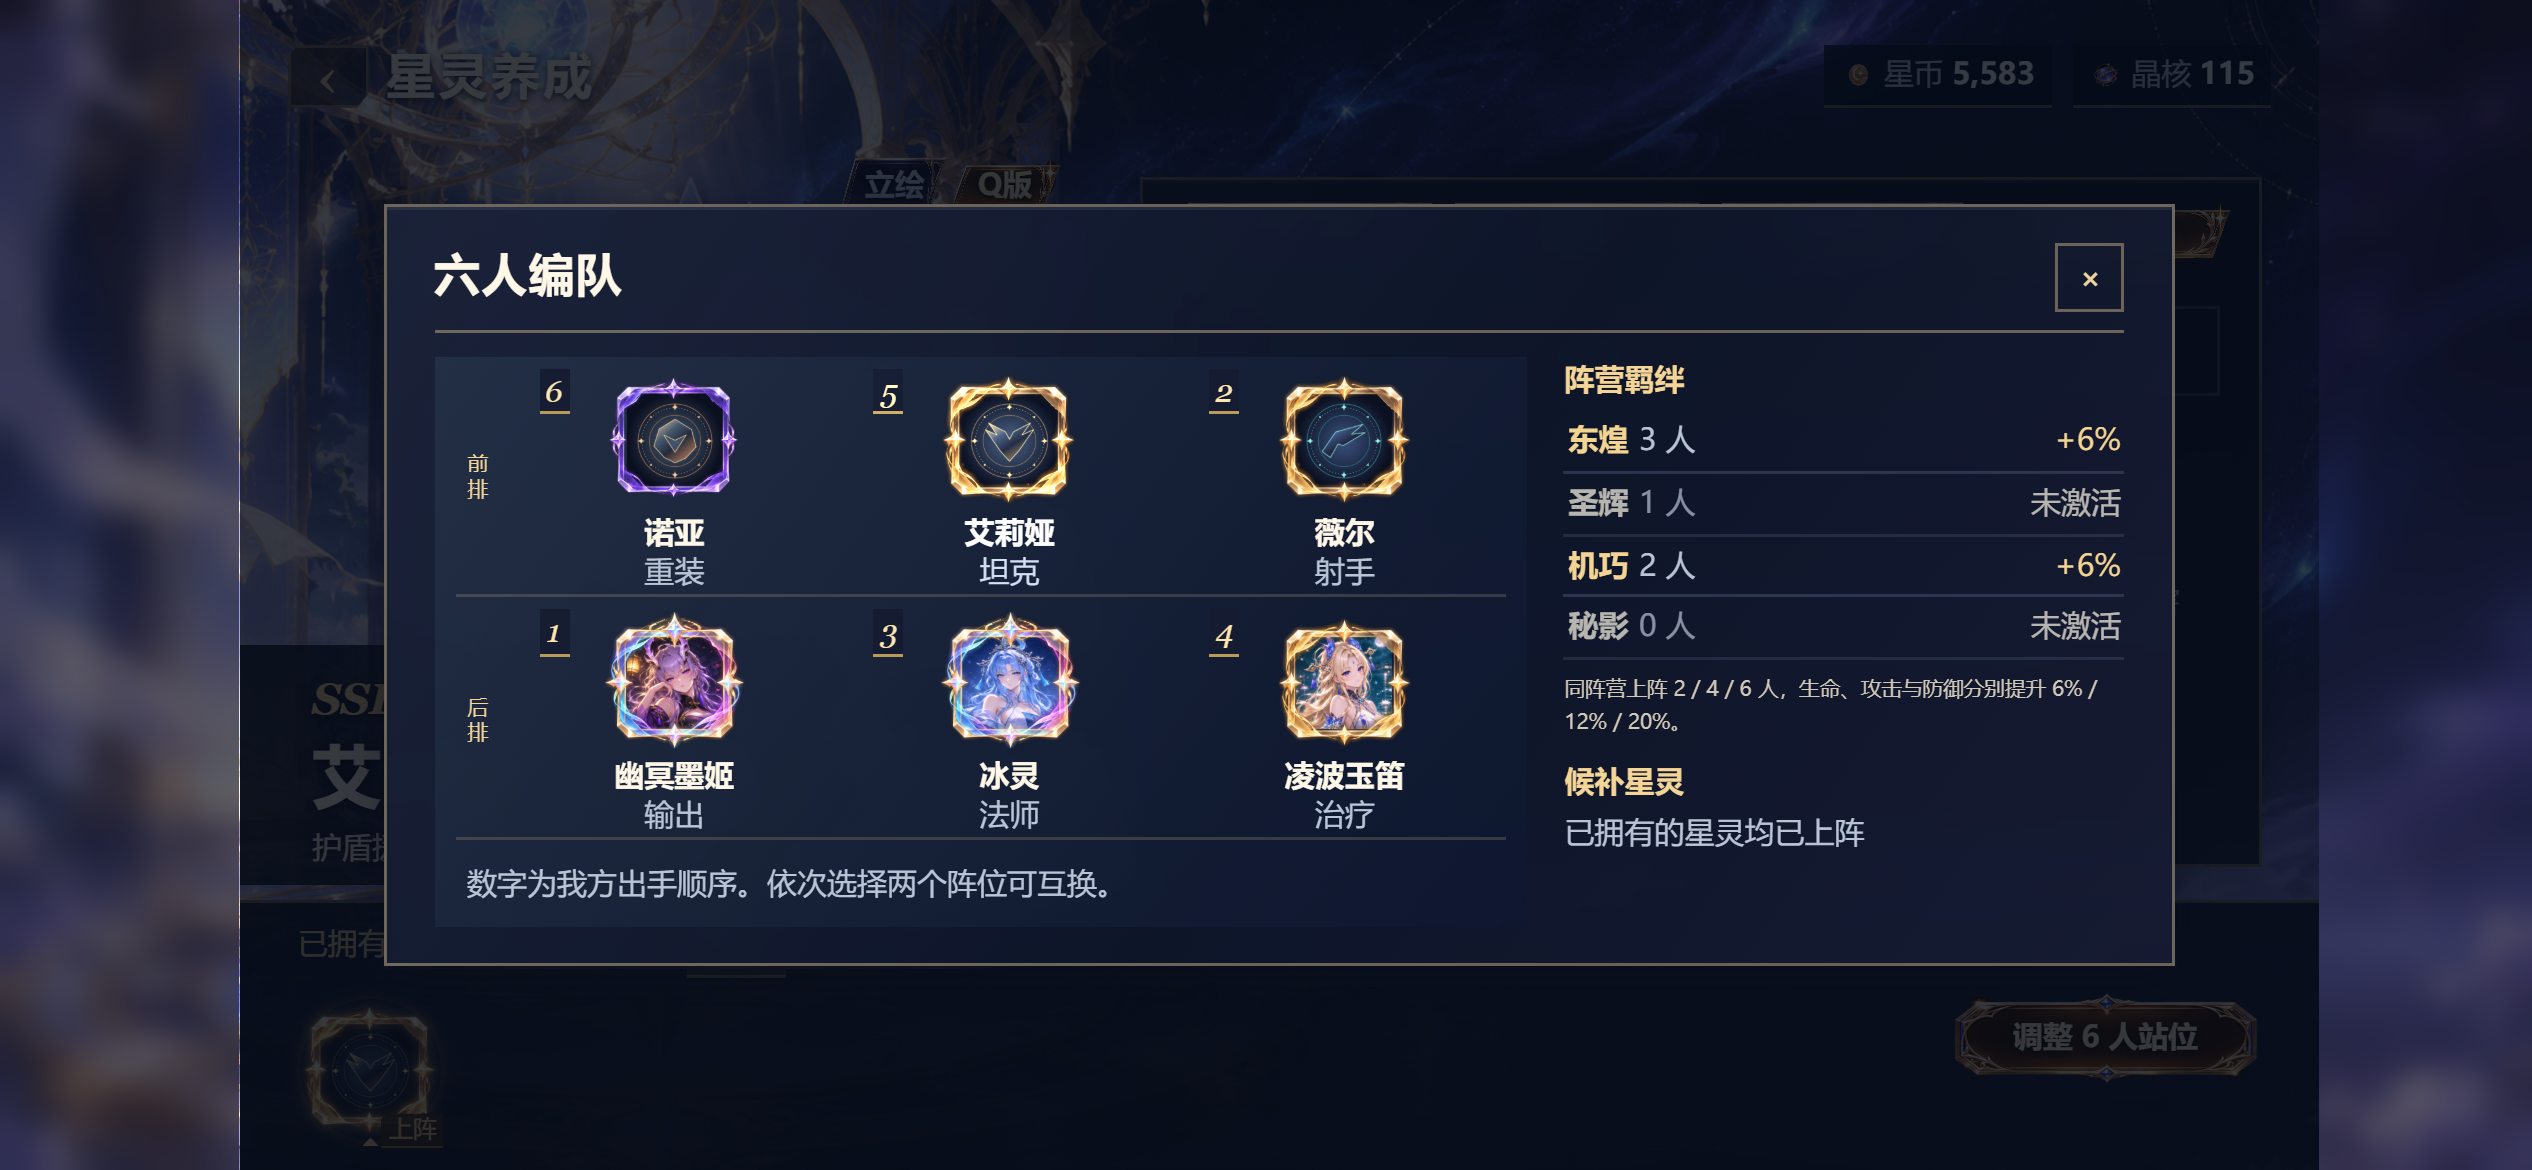 星灵养成
星币 5,583
晶核 115
立绘
Q版
六人编队
×
前排
6
诺亚
重装
5
艾莉娅
坦克
2
薇尔
射手
后排
1
幽冥墨姬
输出
3
冰灵
法师
4
凌波玉笛
治疗
数字为我方出手顺序。依次选择两个阵位可互换。
阵营羁绊
东煌 3 人 +6%
圣辉 1 人 未激活
机巧 2 人 +6%
秘影 0 人 未激活
同阵营上阵 2 / 4 / 6 人，生命、攻击与防御分别提升 6% /
12% / 20%。
候补星灵
已拥有的星灵均已上阵
艾
护盾
已拥有
上阵
调整 6 人站位